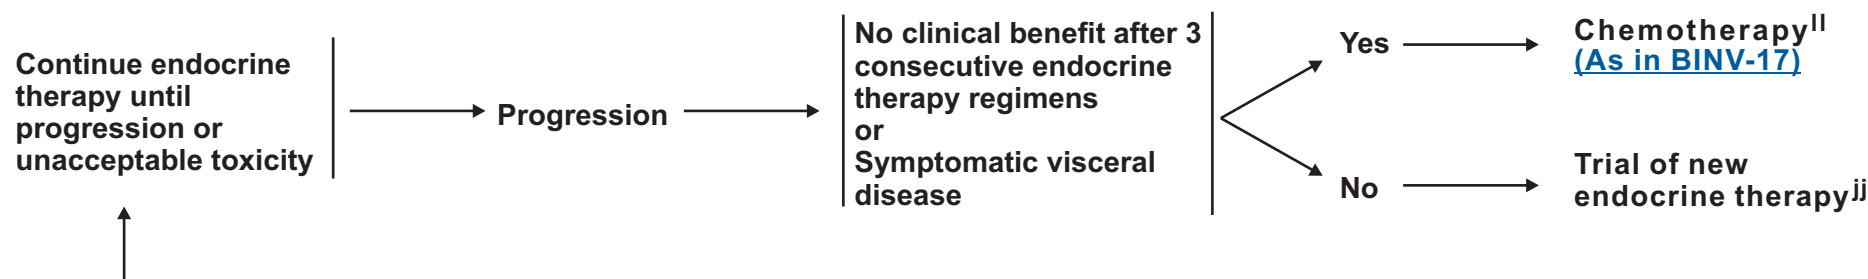 Continue endocrine
therapy until
progression or
unacceptable toxicity
Progression
No clinical benefit after 3
consecutive endocrine
therapy regimens
or
Symptomatic visceral
disease
Yes
Chemotherapyll
(As in BINV-17)
No
Trial of new
endocrine therapyjj